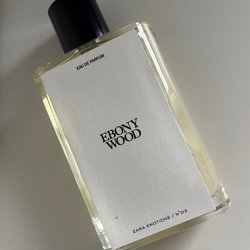 EAU DE PARFUM
EBONY
WOOD
ZARA EMOTIONS / Nº03